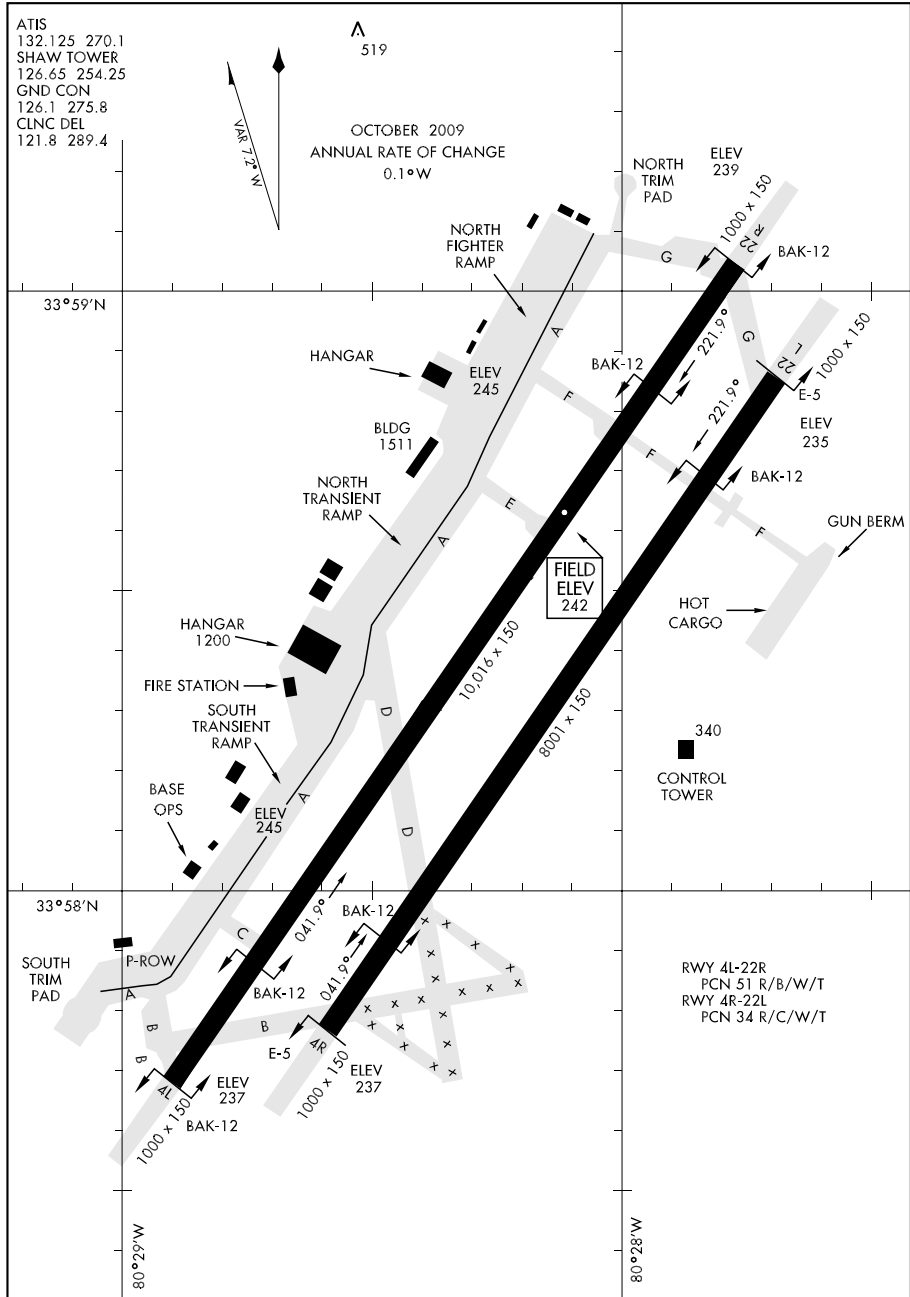 ATIS
132.125 270.1
SHAW TOWER
126.65 254.25
GND CON
126.1 275.8
CLNC DEL
121.8 289.4
519
VAR 7.2° W
OCTOBER 2009
ANNUAL RATE OF CHANGE
0.1° W
NORTH
TRIM
PAD
ELEV
239
1000 x 150
22 R
BAK-12
G
NORTH
FIGHTER
RAMP
A
33°59'N
G
22 L
1000 x 150
221.9°
BAK-12
HANGAR
ELEV
245
E-5
F
221.9°
ELEV
235
BLDG
1511
F
BAK-12
NORTH
TRANSIENT
RAMP
E
A
F
GUN BERM
FIELD
ELEV
242
HOT
CARGO
HANGAR
1200
10,016 x 150
FIRE STATION
D
8001 x 150
SOUTH
TRANSIENT
RAMP
340
CONTROL
TOWER
BASE
OPS
A
ELEV
245
D
33°58'N
041.9°
BAK-12
C
041.9°
SOUTH
TRIM
PAD
P-ROW
A
BAK-12
RWY 4L-22R
PCN 51 R/B/W/T
RWY 4R-22L
PCN 34 R/C/W/T
B
B
B
E-5
4R
1000 x 150
ELEV
237
4L
ELEV
237
BAK-12
1000 x 150
80°29'W
80°28'W
x x x x x x x x x x x x x x x x x x x x